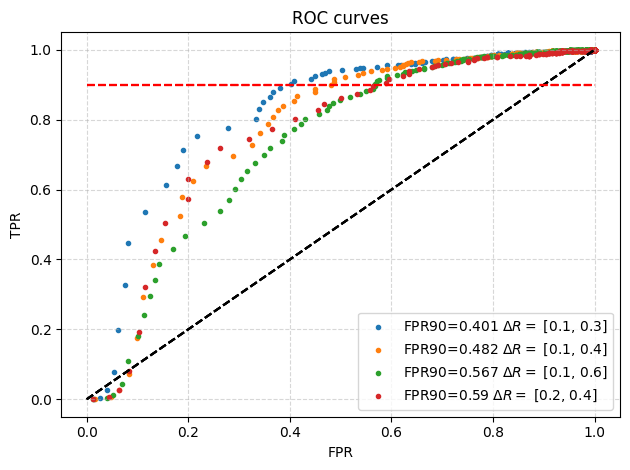 ROC curves
1.0
0.8
0.6
0.4
0.2
0.0
TPR
FPR90=0.401 ΔR = [0.1, 0.3]
FPR90=0.482 ΔR = [0.1, 0.4]
FPR90=0.567 ΔR = [0.1, 0.6]
FPR90=0.59 ΔR = [0.2, 0.4]
0.0 0.2 0.4 0.6 0.8 1.0
FPR